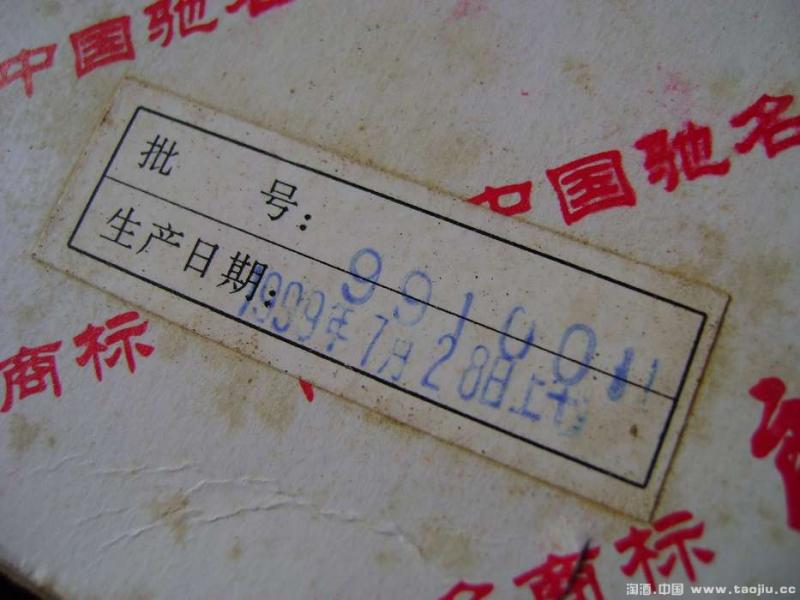 中国驰名
中国驰名
批 号：991001
生产日期：1999年7月28日上
商标
名商标
淘酒.中国 www.taojiu.cc